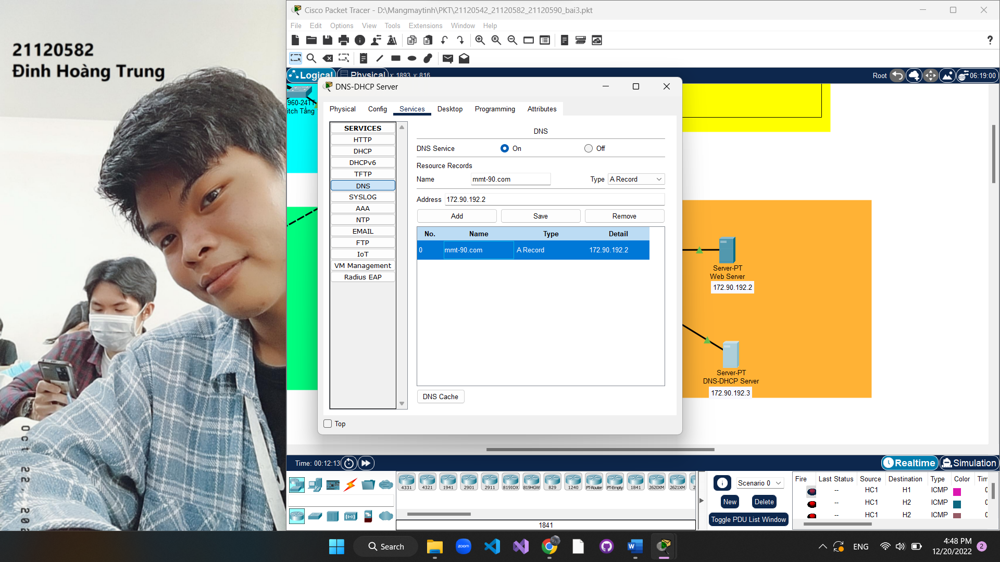 21120582
Đinh Hoàng Trung
Cisco Packet Tracer - D:\Mangmaytinh\PKT\21120542_21120582_21120590_bai3.pkt
File Edit Options View Tools Extensions Window Help
?
Logical Physical x: 1893, y: 816
Root 06:19:00
DNS-DHCP Server
Physical Config Services Desktop Programming Attributes
SERVICES
HTTP
DHCP
DHCPv6
TFTP
DNS
SYSLOG
AAA
NTP
EMAIL
FTP
IoT
VM Management
Radius EAP
DNS
DNS Service On Off
Resource Records
Name mmt-90.com Type A Record
Address 172.90.192.2
Add Save Remove
No. Name Type Detail
0 mmt-90.com A Record 172.90.192.2
DNS Cache
Top
960-24TT
itch Tầng
Server-PT
Web Server
172.90.192.2
Server-PT
DNS-DHCP Server
172.90.192.3
Time: 00:12:13
Realtime Simulation
4331 4321 1941 2901 2911 819IOX 819HGW 829 1240 PT-Router PT-Empty 1841 2620XM 2621XM
1841
Scenario 0
New Delete
Toggle PDU List Window
Fire Last Status Source Destination Type Color Tim
-- HC1 H1 ICMP
-- HC1 H2 ICMP
-- HC1 H2 ICMP
Oct 22
Search
zoom
ENG
4:48 PM
12/20/2022
2